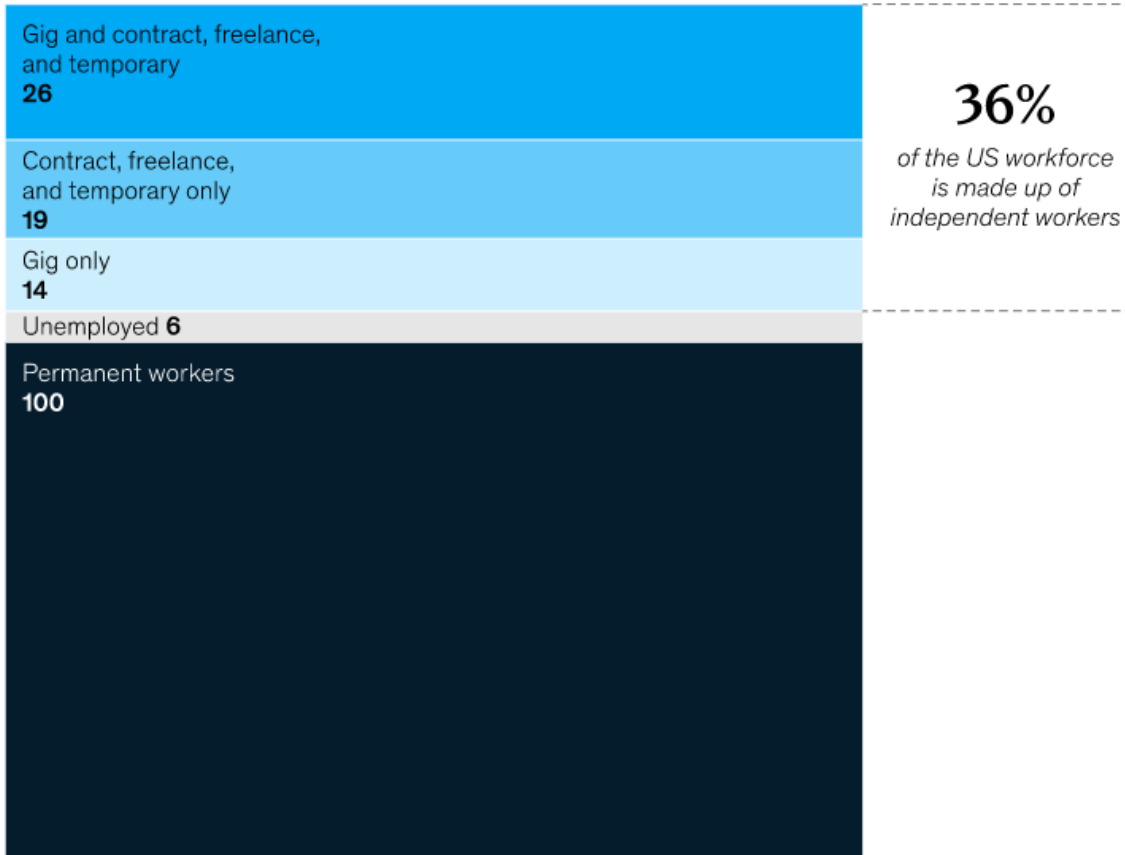 Gig and contract, freelance,
and temporary
26
Contract, freelance,
and temporary only
19
Gig only
14
Unemployed 6
Permanent workers
100
36%
of the US workforce
is made up of
independent workers